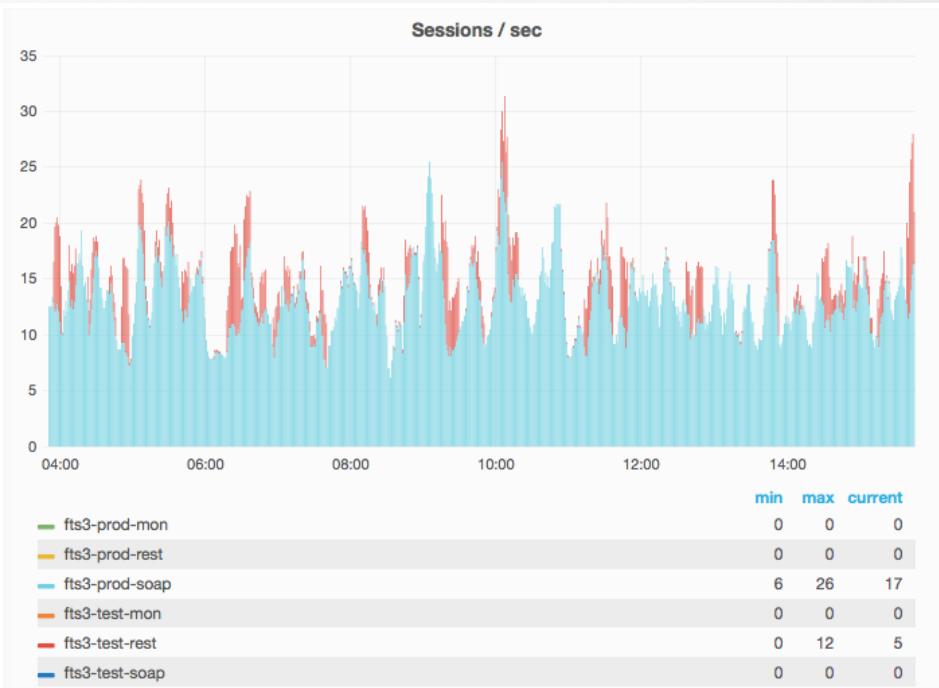 Sessions / sec
35
30
25
20
15
10
5
0
04:00 06:00 08:00 10:00 12:00 14:00
min max current
fts3-prod-mon 0 0 0
fts3-prod-rest 0 0 0
fts3-prod-soap 6 26 17
fts3-test-mon 0 0 0
fts3-test-rest 0 12 5
fts3-test-soap 0 0 0